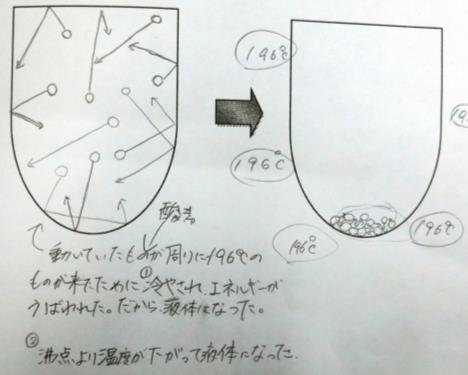 196℃
196℃
196℃
196℃
酸素
動いていたものが周りに196℃の
ものが来たために①冷やされ、エネルギーが
うばわれた。だから、液体になった。
② 沸点より温度が下がって液体になった。